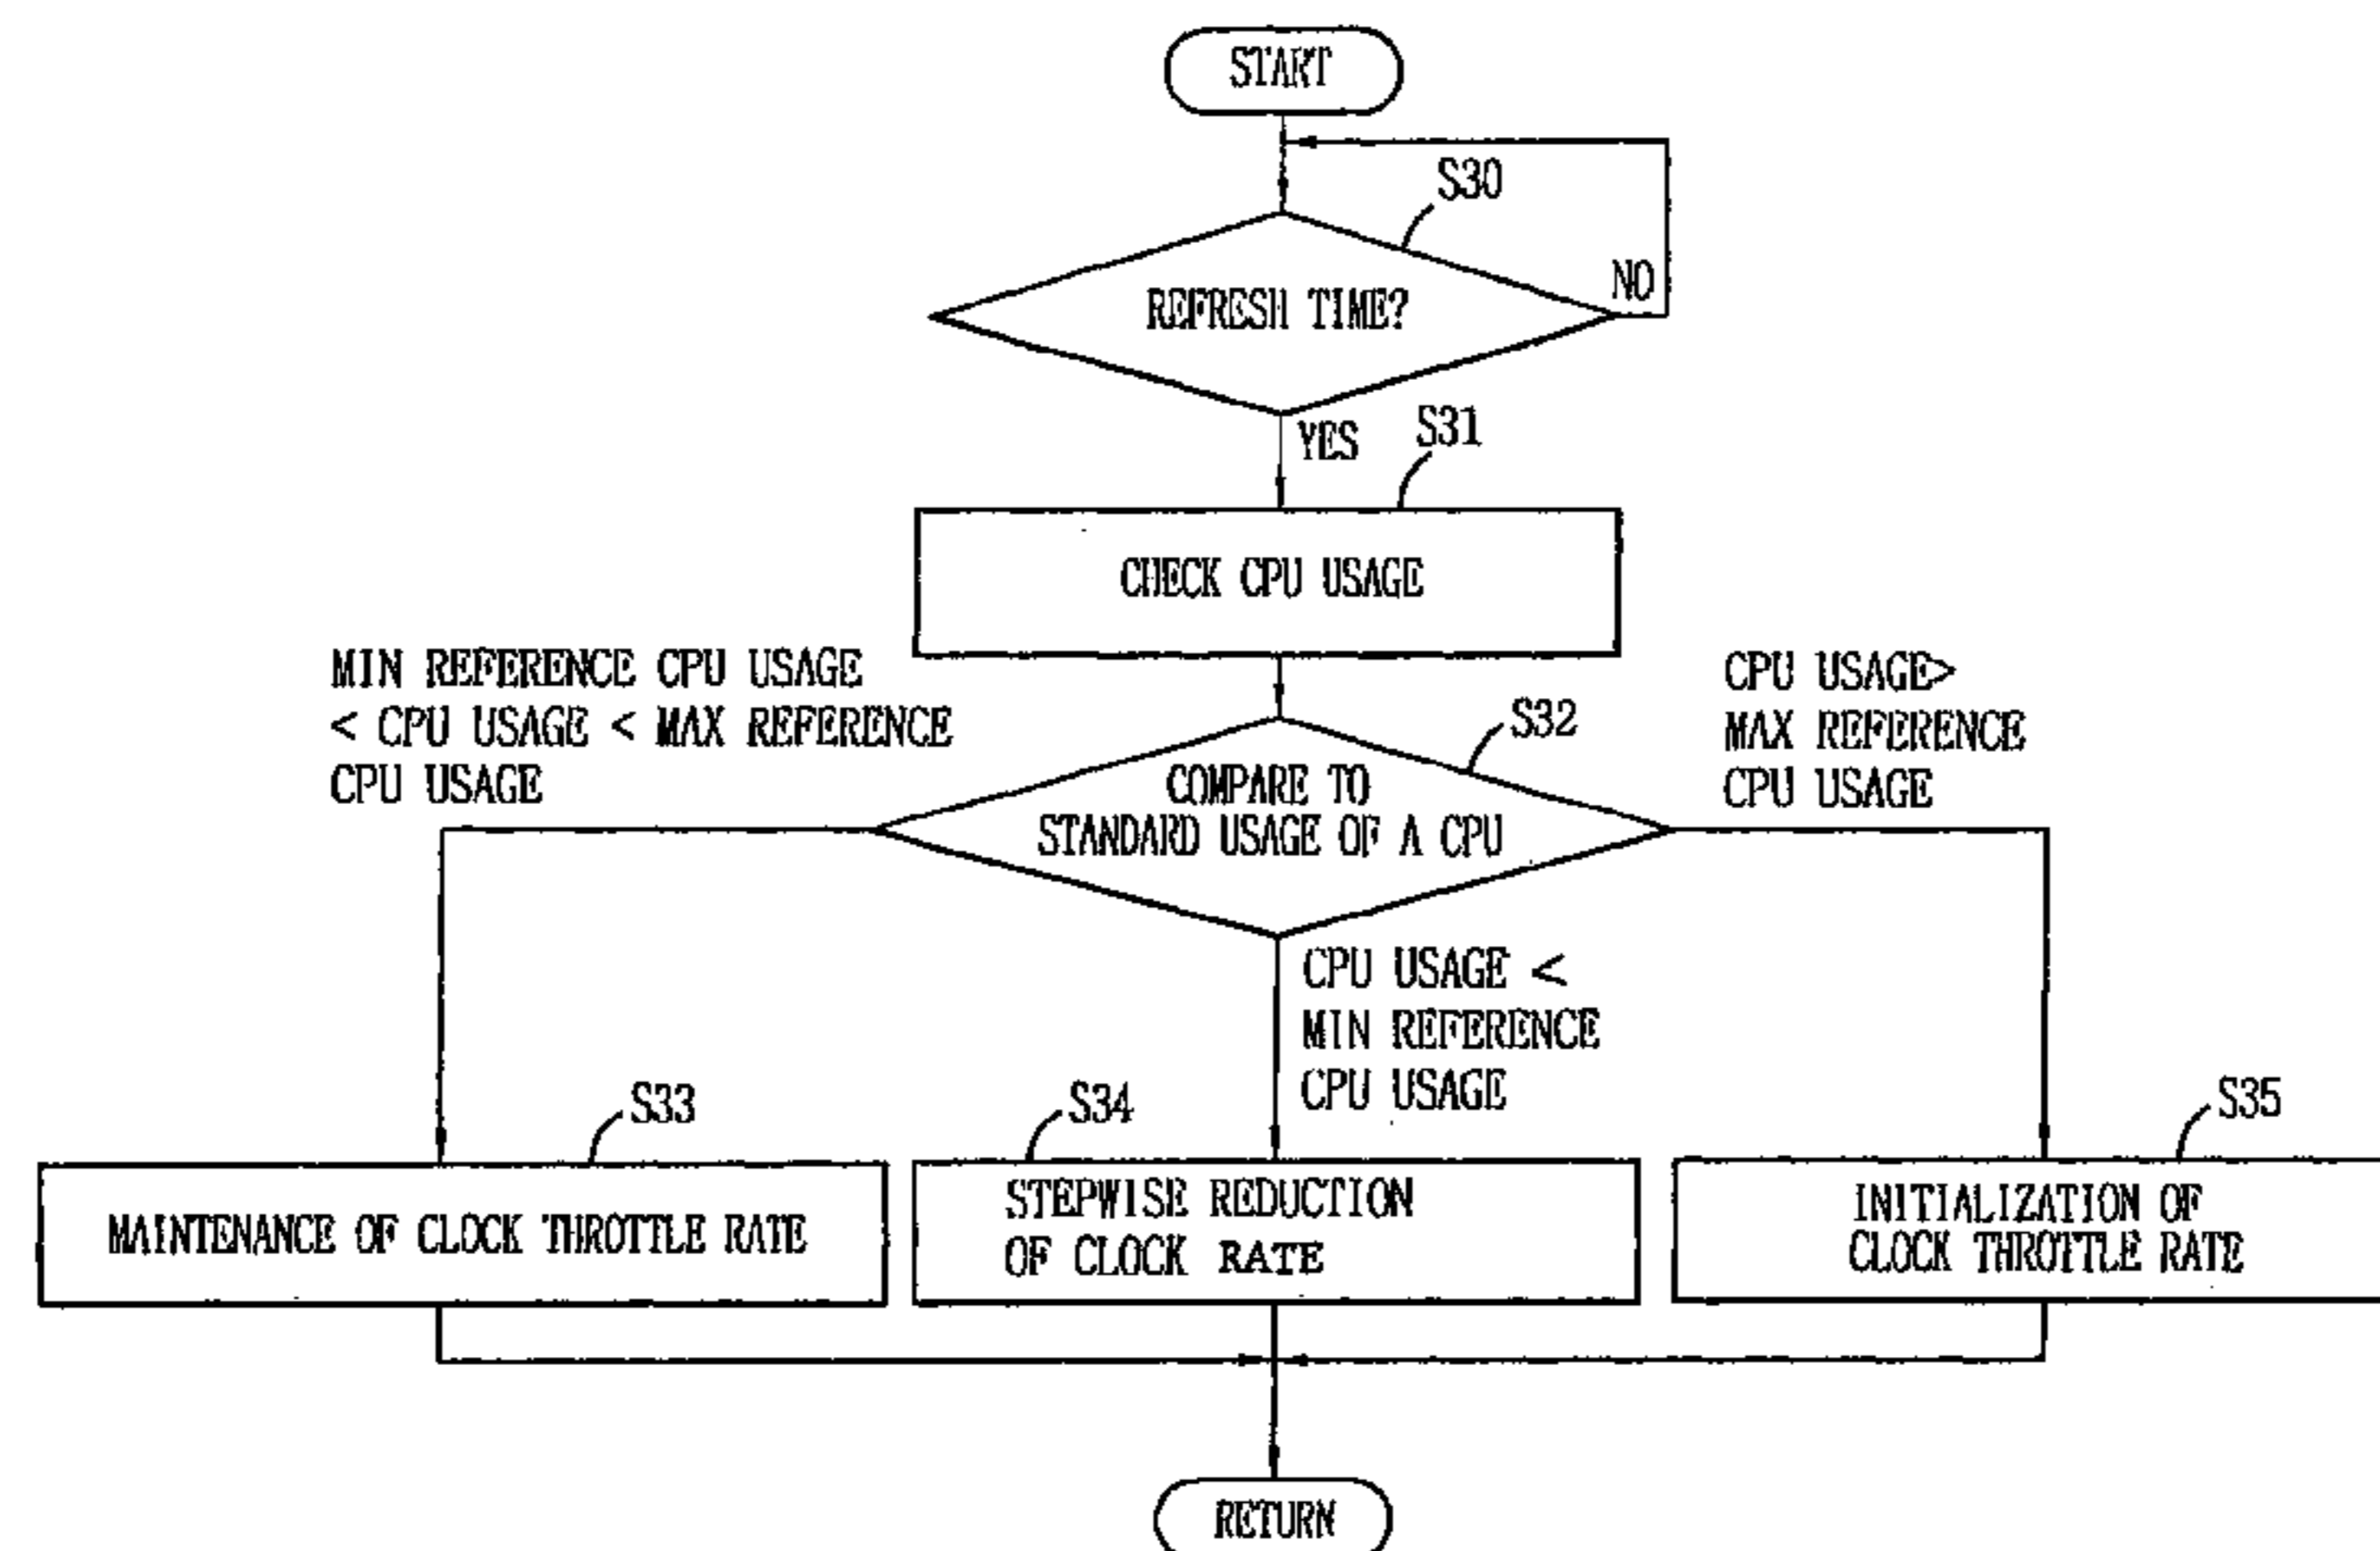 START
S30
REFRESH TIME?
NO
YES
S31
CHECK CPU USAGE
MIN REFERENCE CPU USAGE
< CPU USAGE < MAX REFERENCE
CPU USAGE
CPU USAGE>
MAX REFERENCE
CPU USAGE
S32
COMPARE TO
STANDARD USAGE OF A CPU
CPU USAGE <
MIN REFERENCE
CPU USAGE
S33
MAINTENANCE OF CLOCK THROTTLE RATE
S34
STEPWISE REDUCTION
OF CLOCK RATE
S35
INITIALIZATION OF
CLOCK THROTTLE RATE
RETURN